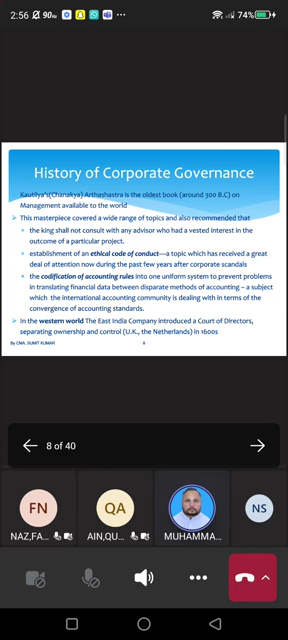 2:56 90%
74%
History of Corporate Governance
Kautilya's(Chanakya) Arthashastra is the oldest book (around 300 B.C) on
Management available to the world
This masterpiece covered a wide range of topics and also recommended that
the king shall not consult with any advisor who had a vested interest in the
outcome of a particular project.
establishment of an ethical code of conduct—a topic which has received a great
deal of attention now during the past few years after corporate scandals
the codification of accounting rules into one uniform system to prevent problems
in translating financial data between disparate methods of accounting – a subject
which the international accounting community is dealing with in terms of the
convergence of accounting standards.
In the western world The East India Company introduced a Court of Directors,
separating ownership and control (U.K., the Netherlands) in 1600s
By CMA. SUMIT KUMAR 8
8 of 40
FN
QA
NS
NAZ,FA...
AIN,QU...
MUHAMMA...